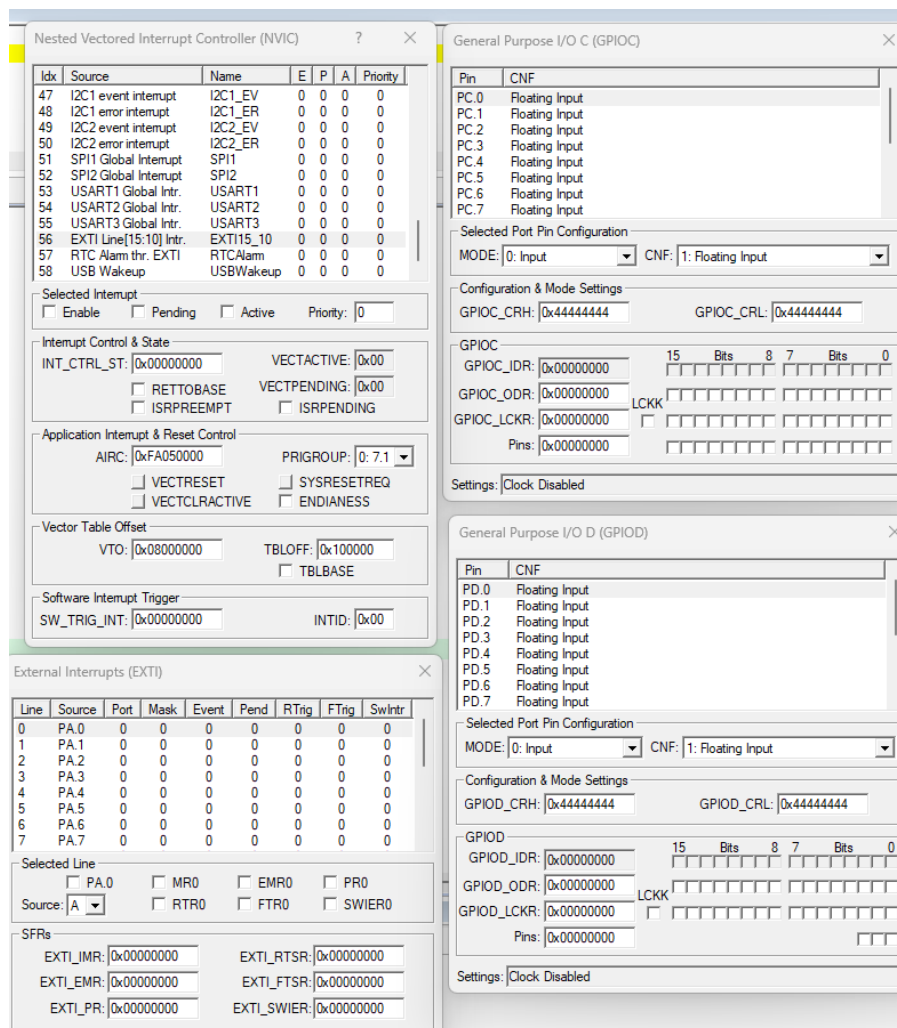 Nested Vectored Interrupt Controller (NVIC) ?
Idx Source Name E P A Priority
47 I2C1 event interrupt I2C1_EV 0 0 0 0
48 I2C1 error interrupt I2C1_ER 0 0 0 0
49 I2C2 event interrupt I2C2_EV 0 0 0 0
50 I2C2 error interrupt I2C2_ER 0 0 0 0
51 SPI1 Global Interrupt SPI1 0 0 0 0
52 SPI2 Global Interrupt SPI2 0 0 0 0
53 USART1 Global Intr. USART1 0 0 0 0
54 USART2 Global Intr. USART2 0 0 0 0
55 USART3 Global Intr. USART3 0 0 0 0
56 EXTI Line[15:10] Intr. EXTI15_10 0 0 0 0
57 RTC Alarm thr. EXTI RTCAlarm 0 0 0 0
58 USB Wakeup USBWakeup 0 0 0 0
Selected Interrupt
Enable Pending Active Priority: 0
Interrupt Control & State
INT_CTRL_ST: 0x00000000 VECTACTIVE: 0x00
RETTOBASE VECTPENDING: 0x00
ISRPREEMPT ISRPENDING
Application Interrupt & Reset Control
AIRC: 0xFA050000 PRIGROUP: 0: 7.1
VECTRESET SYSRESETREQ
VECTCLRACTIVE ENDIANESS
Vector Table Offset
VTO: 0x08000000 TBLOFF: 0x100000
TBLBASE
Software Interrupt Trigger
SW_TRIG_INT: 0x00000000 INTID: 0x00
External Interrupts (EXTI)
Line Source Port Mask Event Pend RTrig FTrig SwIntr
0 PA.0 0 0 0 0 0 0 0
1 PA.1 0 0 0 0 0 0 0
2 PA.2 0 0 0 0 0 0 0
3 PA.3 0 0 0 0 0 0 0
4 PA.4 0 0 0 0 0 0 0
5 PA.5 0 0 0 0 0 0 0
6 PA.6 0 0 0 0 0 0 0
7 PA.7 0 0 0 0 0 0 0
Selected Line
PA.0 MR0 EMR0 PR0
Source: A RTR0 FTR0 SWIER0
SFRs
EXTI_IMR: 0x00000000 EXTI_RTSR: 0x00000000
EXTI_EMR: 0x00000000 EXTI_FTSR: 0x00000000
EXTI_PR: 0x00000000 EXTI_SWIER: 0x00000000
General Purpose I/O C (GPIOC)
Pin CNF
PC.0 Floating Input
PC.1 Floating Input
PC.2 Floating Input
PC.3 Floating Input
PC.4 Floating Input
PC.5 Floating Input
PC.6 Floating Input
PC.7 Floating Input
Selected Port Pin Configuration
MODE: 0: Input CNF: 1: Floating Input
Configuration & Mode Settings
GPIOC_CRH: 0x44444444 GPIOC_CRL: 0x44444444
GPIOC
15 Bits 8 7 Bits 0
GPIOC_IDR: 0x00000000
GPIOC_ODR: 0x00000000
LCKK
GPIOC_LCKR: 0x00000000
Pins: 0x00000000
Settings: Clock Disabled
General Purpose I/O D (GPIOD)
Pin CNF
PD.0 Floating Input
PD.1 Floating Input
PD.2 Floating Input
PD.3 Floating Input
PD.4 Floating Input
PD.5 Floating Input
PD.6 Floating Input
PD.7 Floating Input
Selected Port Pin Configuration
MODE: 0: Input CNF: 1: Floating Input
Configuration & Mode Settings
GPIOD_CRH: 0x44444444 GPIOD_CRL: 0x44444444
GPIOD
15 Bits 8 7 Bits 0
GPIOD_IDR: 0x00000000
GPIOD_ODR: 0x00000000
LCKK
GPIOD_LCKR: 0x00000000
Pins: 0x00000000
Settings: Clock Disabled